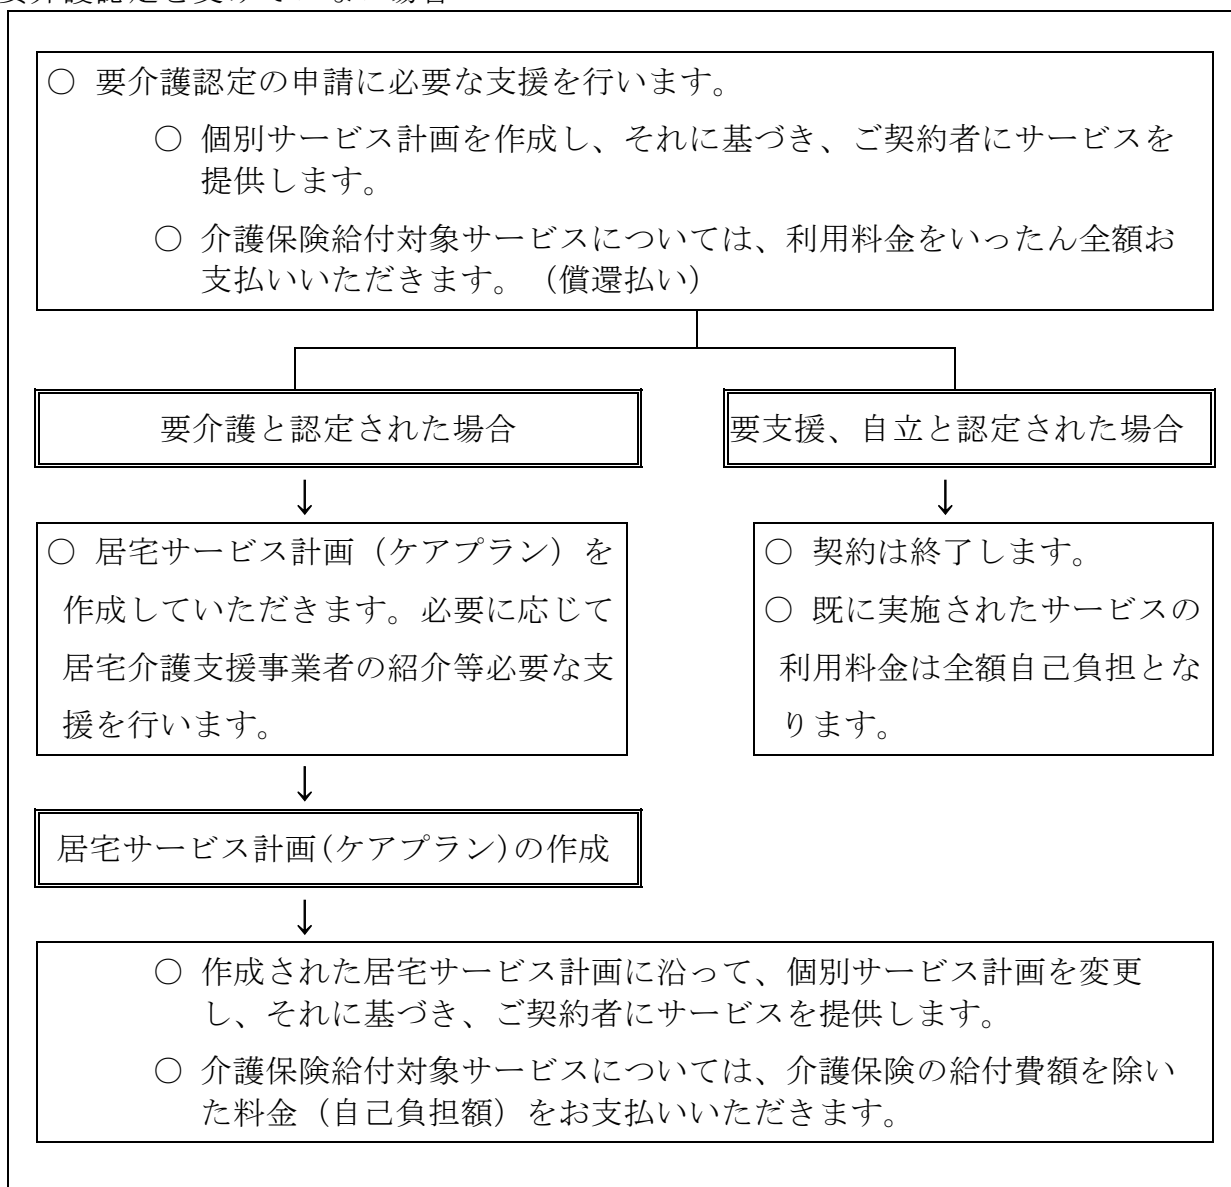 ○ 要介護認定の申請に必要な支援を行います。
○ 個別サービス計画を作成し、それに基づき、ご契約者にサービスを
提供します。
○ 介護保険給付対象サービスについては、利用料金をいったん全額お
支払いいただきます。（償還払い）
要介護と認定された場合
要支援、自立と認定された場合
↓
↓
○ 居宅サービス計画（ケアプラン）を
作成していただきます。必要に応じて
居宅介護支援事業者の紹介等必要な支
援を行います。
○ 契約は終了します。
○ 既に実施されたサービスの
利用料金は全額自己負担とな
ります。
↓
居宅サービス計画(ケアプラン)の作成
↓
○ 作成された居宅サービス計画に沿って、個別サービス計画を変更
し、それに基づき、ご契約者にサービスを提供します。
○ 介護保険給付対象サービスについては、介護保険の給付費額を除い
た料金（自己負担額）をお支払いいただきます。